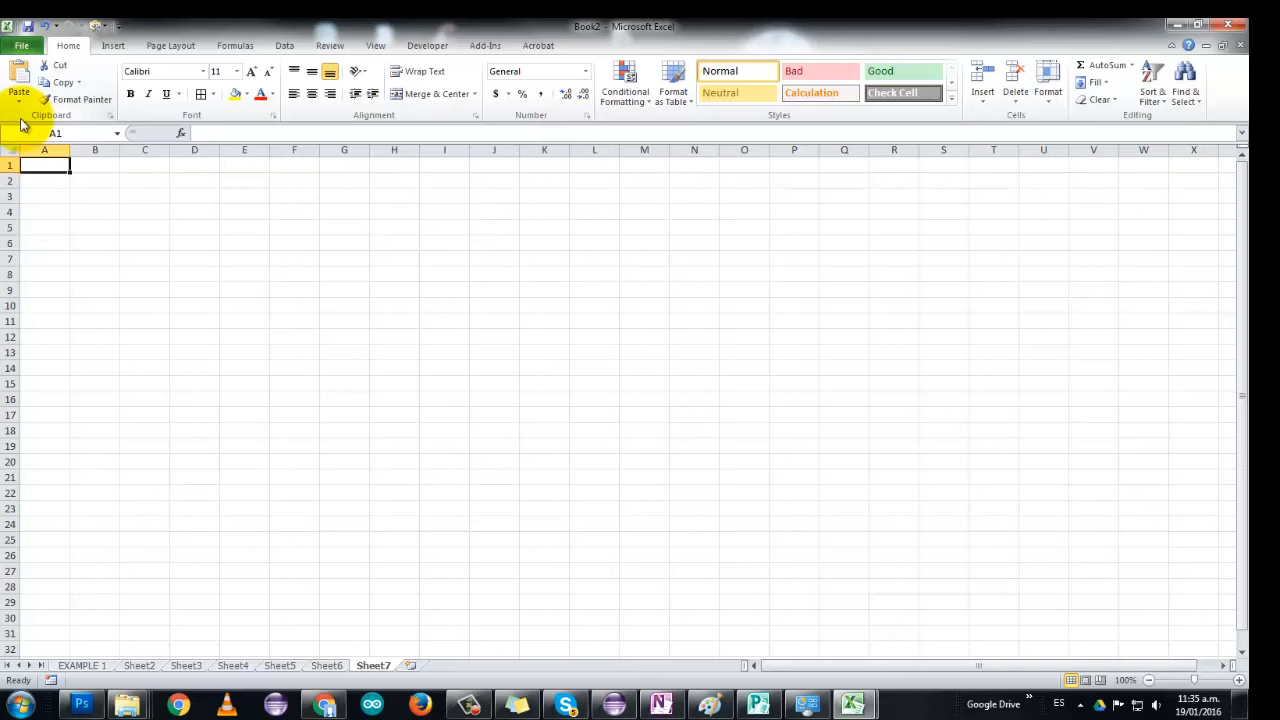 Book2 - Microsoft Excel
File Home Insert Page Layout Formulas Data Review View Developer Add-Ins Acrobat
Paste
Cut
Copy
Format Painter
Clipboard
Calibri 11
B I U
Font
Wrap Text
Merge & Center
Alignment
General
$ % ,
Number
Conditional Formatting
Format as Table
Normal Bad Good
Neutral Calculation Check Cell
Styles
Insert Delete Format
Cells
Σ AutoSum
Fill
Clear
Sort & Filter
Find & Select
Editing
A1 fx
A B C D E F G H I J K L M N O P Q R S T U V W X
1
2
3
4
5
6
7
8
9
10
11
12
13
14
15
16
17
18
19
20
21
22
23
24
25
26
27
28
29
30
31
32
EXAMPLE 1 Sheet2 Sheet3 Sheet4 Sheet5 Sheet6 Sheet7
Ready 100%
Ps Google Drive » ES 11:35 a.m.
19/01/2016